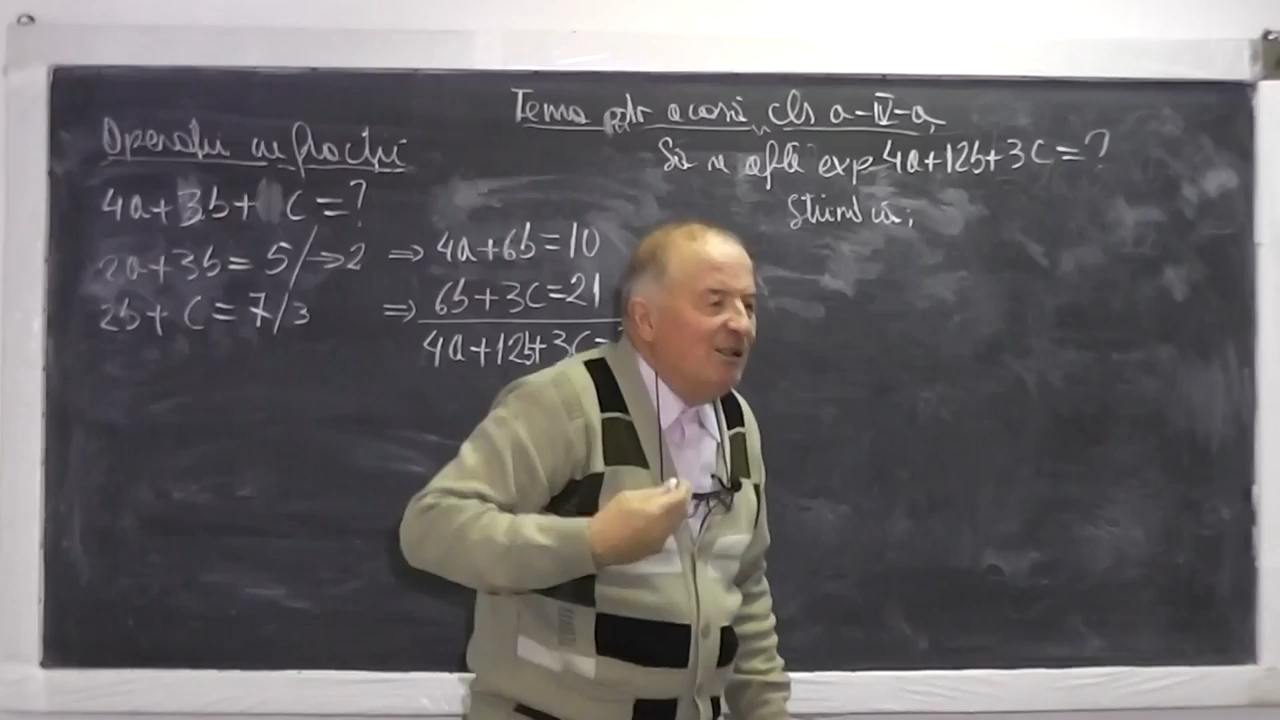 Tema ptr acasă, cls a-IV-a,
Operații cu fracții
Să se afle exp 4a+12b+3c=?
4a+3b+ c=?
Știind că;
2a+3b=5/→2 ⇒ 4a+6b=10
2b+c=7/3 ⇒ 6b+3c=21
4a+12b+3c=